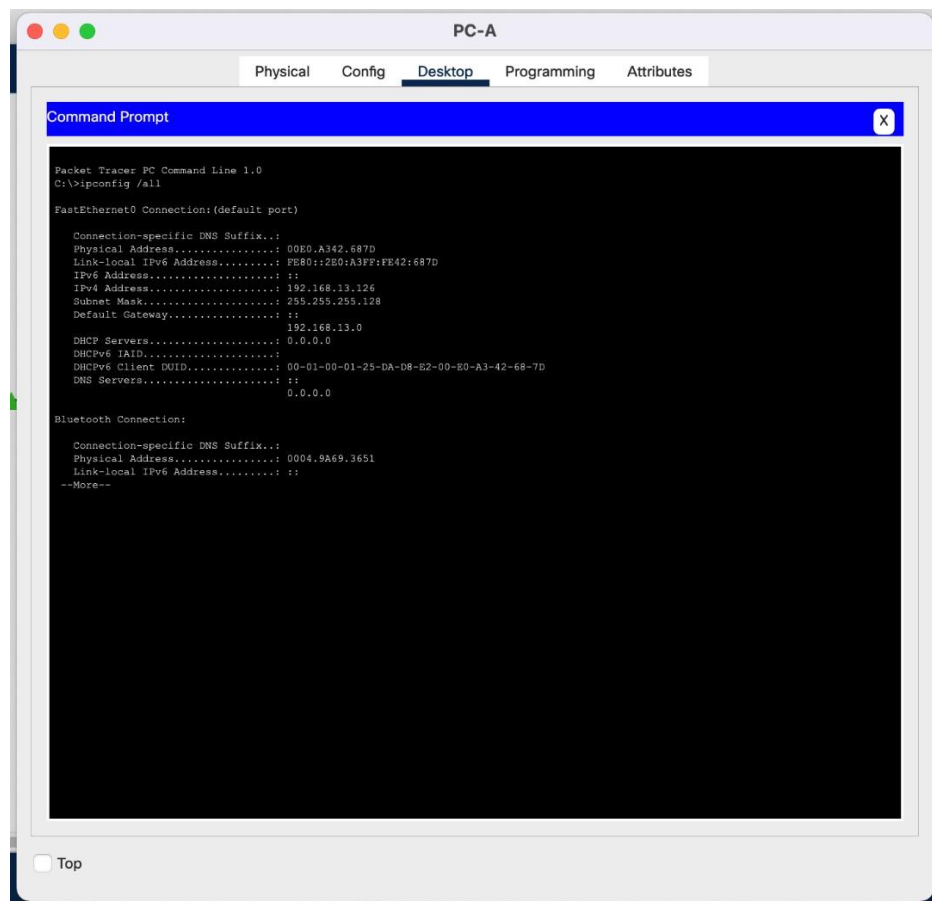 PC-A
Physical Config Desktop Programming Attributes
Command Prompt
X
Packet Tracer PC Command Line 1.0
C:\>ipconfig /all
FastEthernet0 Connection:(default port)
Connection-specific DNS Suffix..:
Physical Address................: 00E0.A342.687D
Link-local IPv6 Address.........: FE80::2E0:A3FF:FE42:687D
IPv6 Address....................: ::
IPv4 Address....................: 192.168.13.126
Subnet Mask.....................: 255.255.255.128
Default Gateway.................: ::
192.168.13.0
DHCP Servers....................: 0.0.0.0
DHCPv6 IAID.....................:
DHCPv6 Client DUID..............: 00-01-00-01-25-DA-D8-E2-00-E0-A3-42-68-7D
DNS Servers.....................: ::
0.0.0.0
Bluetooth Connection:
Connection-specific DNS Suffix..:
Physical Address................: 0004.9A69.3651
Link-local IPv6 Address.........: ::
--More--
Top